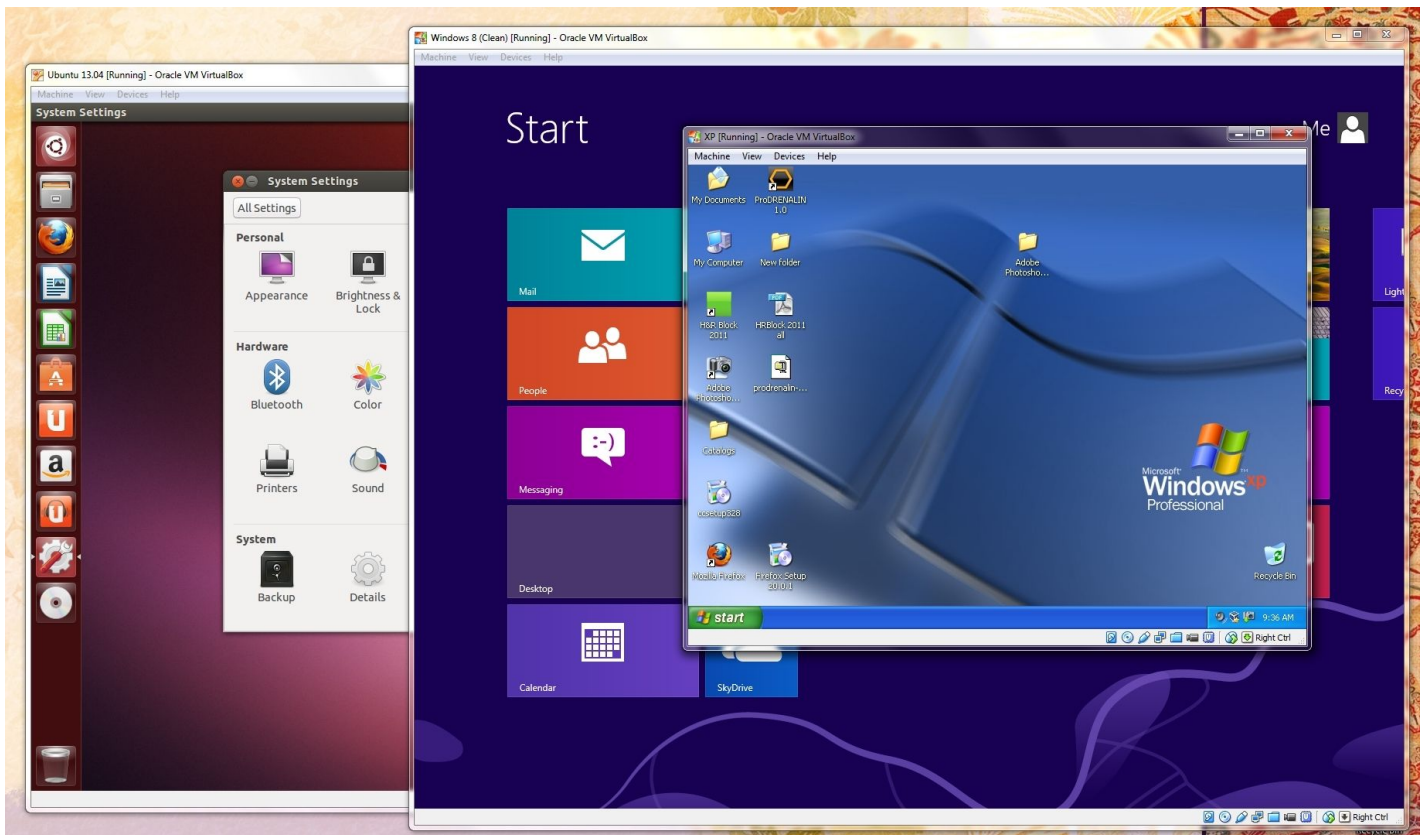 Ubuntu 13.04 [Running] - Oracle VM VirtualBox
Machine View Devices Help
System Settings
System Settings
All Settings
Personal
Appearance
Brightness &
Lock
Hardware
Bluetooth
Color
Printers
Sound
System
Backup
Details
Windows 8 (Clean) [Running] - Oracle VM VirtualBox
Machine View Devices Help
Start
Me
Mail
People
:-)
Messaging
Desktop
Calendar
SkyDrive
Light
Recy
Right Ctrl
XP [Running] - Oracle VM VirtualBox
Machine View Devices Help
My Documents
ProDRENALIN
1.0
My Computer
New folder
Adobe
Photosho...
H&R Block
2011
HRBlock 2011
all
Adobe
Photosho...
prodrenalin-...
Catalogs
ccsetup328
Mozilla Firefox
Firefox Setup
20.0.1
Microsoft
Windows xp
Professional
Recycle Bin
start
9:36 AM
Right Ctrl
Recycle Bin